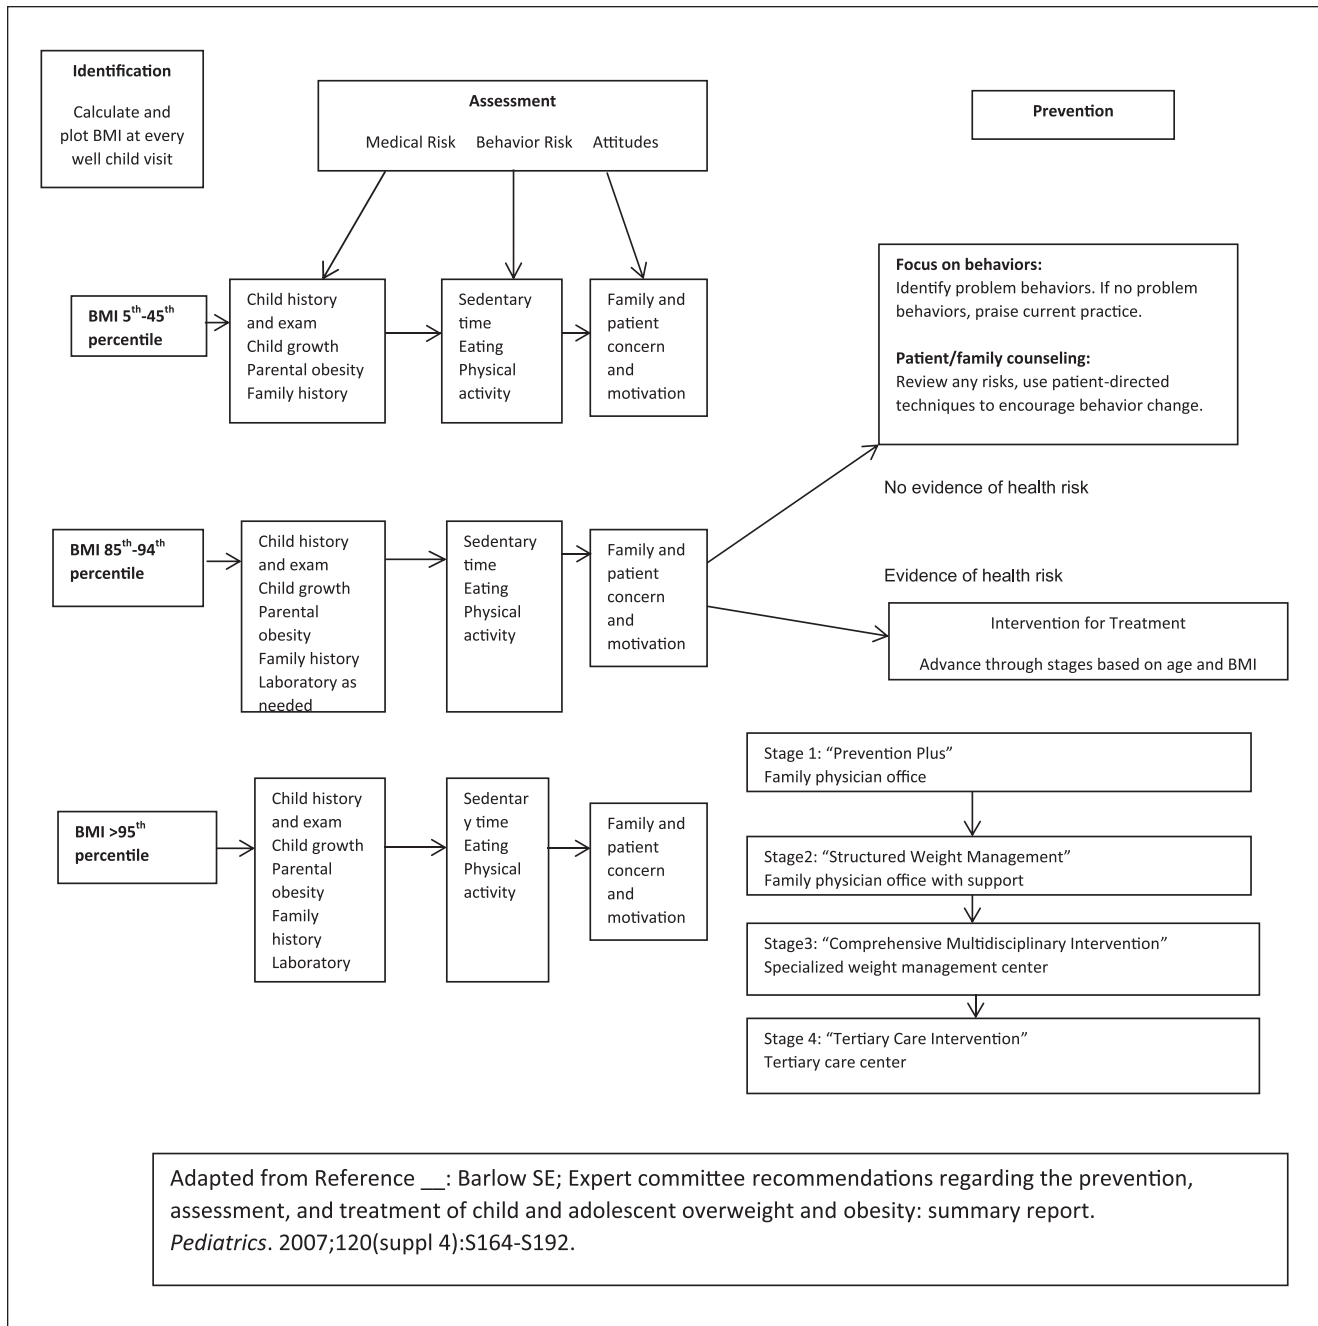 Identification
Calculate and
plot BMI at every
well child visit
Assessment
Medical Risk Behavior Risk Attitudes
Prevention
BMI 5th-45th
percentile
Child history
and exam
Child growth
Parental obesity
Family history
Sedentary
time
Eating
Physical
activity
Family and
patient
concern
and
motivation
Focus on behaviors:
Identify problem behaviors. If no problem
behaviors, praise current practice.
Patient/family counseling:
Review any risks, use patient-directed
techniques to encourage behavior change.
No evidence of health risk
BMI 85th-94th
percentile
Child history
and exam
Child growth
Parental
obesity
Family history
Laboratory as
needed
Sedentary
time
Eating
Physical
activity
Family and
patient
concern
and
motivation
Evidence of health risk
Intervention for Treatment
Advance through stages based on age and BMI
BMI >95th
percentile
Child history
and exam
Child growth
Parental
obesity
Family
history
Laboratory
Sedentar
y time
Eating
Physical
activity
Family and
patient
concern
and
motivation
Stage 1: “Prevention Plus”
Family physician office
Stage2: “Structured Weight Management”
Family physician office with support
Stage3: “Comprehensive Multidisciplinary Intervention”
Specialized weight management center
Stage 4: “Tertiary Care Intervention”
Tertiary care center
Adapted from Reference __: Barlow SE; Expert committee recommendations regarding the prevention,
assessment, and treatment of child and adolescent overweight and obesity: summary report.
Pediatrics. 2007;120(suppl 4):S164-S192.